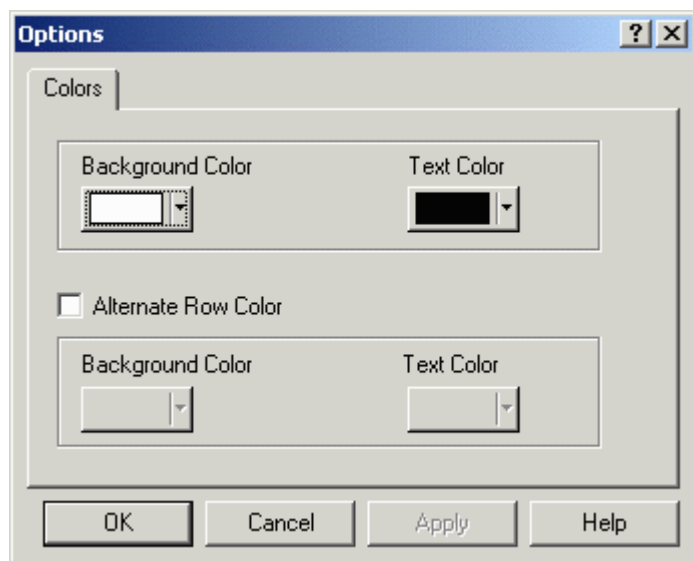 Options ?
Colors
Background Color Text Color
Alternate Row Color
Background Color Text Color
OK Cancel Apply Help